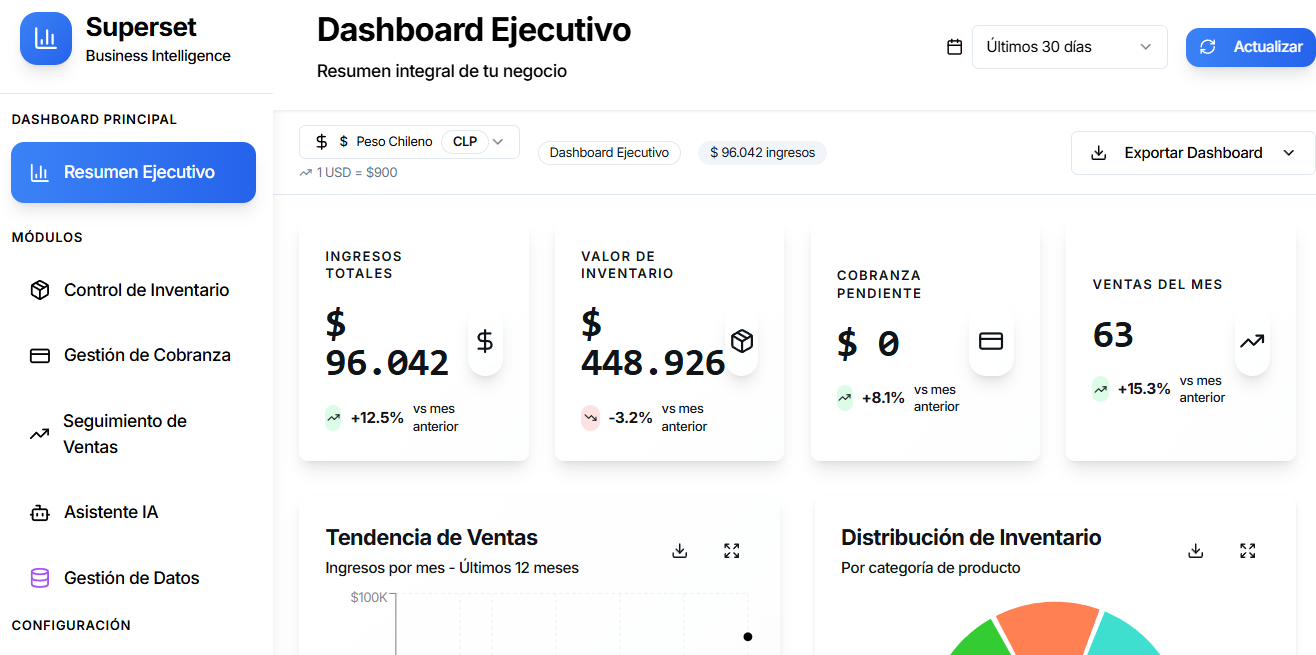 Superset
Business Intelligence
DASHBOARD PRINCIPAL
Resumen Ejecutivo
MÓDULOS
Control de Inventario
Gestión de Cobranza
Seguimiento de
Ventas
Asistente IA
Gestión de Datos
CONFIGURACIÓN
Dashboard Ejecutivo
Resumen integral de tu negocio
Últimos 30 días
Actualizar
$ Peso Chileno CLP
1 USD = $900
Dashboard Ejecutivo
$ 96.042 ingresos
Exportar Dashboard
INGRESOS
TOTALES
$
96.042
+12.5%
vs mes
anterior
VALOR DE
INVENTARIO
$
448.926
-3.2%
vs mes
anterior
COBRANZA
PENDIENTE
$ 0
+8.1%
vs mes
anterior
VENTAS DEL MES
63
+15.3%
vs mes
anterior
Tendencia de Ventas
Ingresos por mes - Últimos 12 meses
$100K
Distribución de Inventario
Por categoría de producto